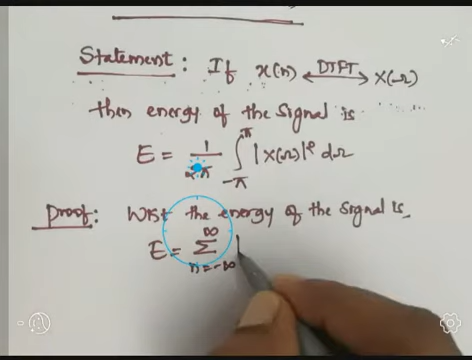 Statement: If x(n) <--DTFT--> X(Ω)
then energy of the Signal is
E = 1/2π ∫_{-π}^{π} |X(Ω)|² dΩ
Proof: W.K.T the energy of the Signal is
E = Σ_{n=-∞}^{∞} |